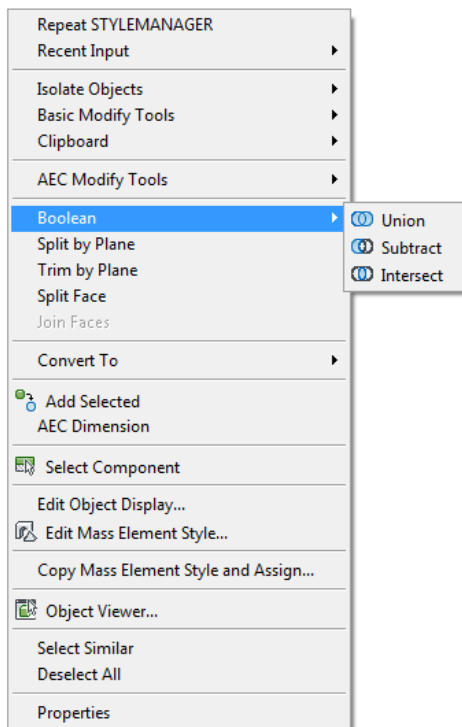 Repeat STYLEMANAGER
Recent Input
Isolate Objects
Basic Modify Tools
Clipboard
AEC Modify Tools
Boolean
Union
Subtract
Intersect
Split by Plane
Trim by Plane
Split Face
Join Faces
Convert To
Add Selected
AEC Dimension
Select Component
Edit Object Display...
Edit Mass Element Style...
Copy Mass Element Style and Assign...
Object Viewer...
Select Similar
Deselect All
Properties